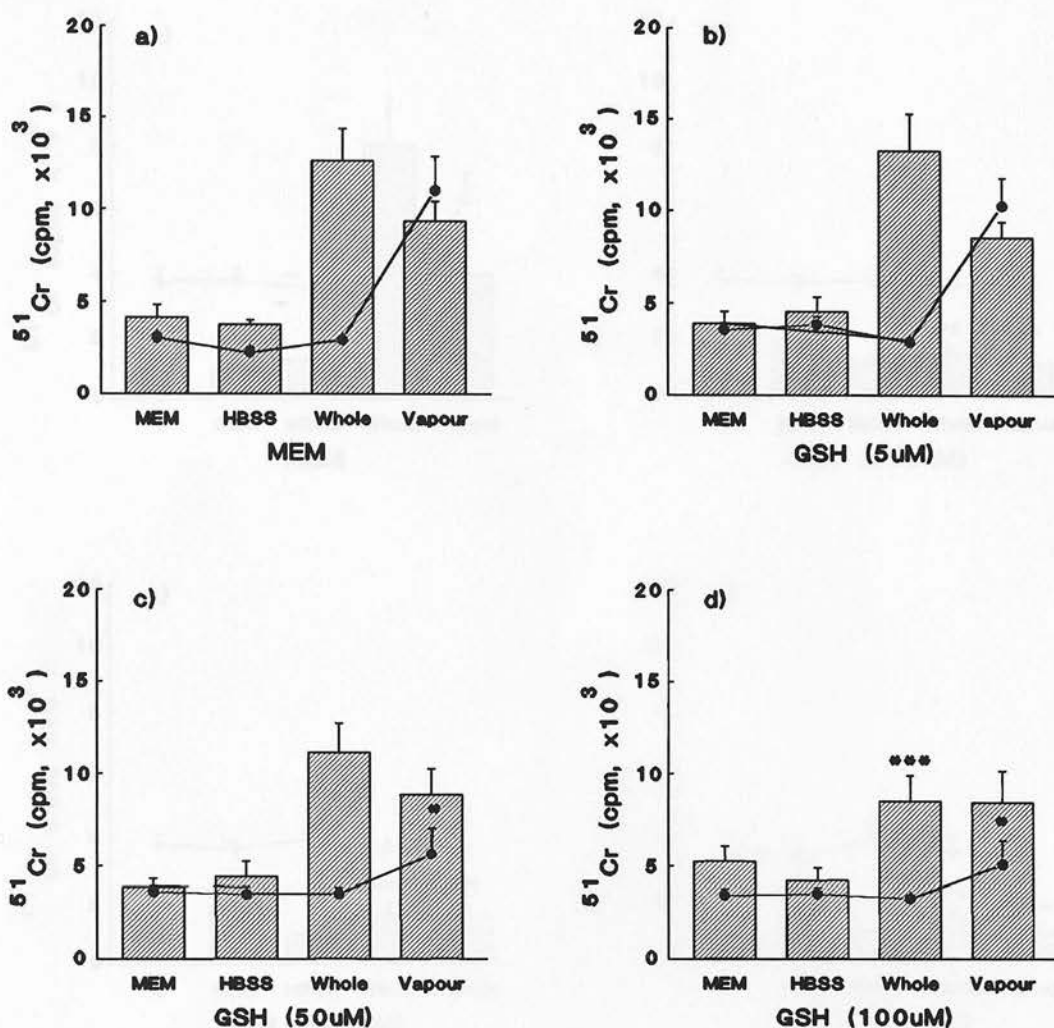 a)
20
15
10
5
0
51Cr (cpm, x10^3)
MEM HBSS Whole Vapour
MEM
b)
20
15
10
5
0
51Cr (cpm, x10^3)
MEM HBSS Whole Vapour
GSH (5uM)
c)
20
15
10
5
0
51Cr (cpm, x10^3)
*
MEM HBSS Whole Vapour
GSH (50uM)
d)
20
15
10
5
0
51Cr (cpm, x10^3)
***
*
MEM HBSS Whole Vapour
GSH (100uM)